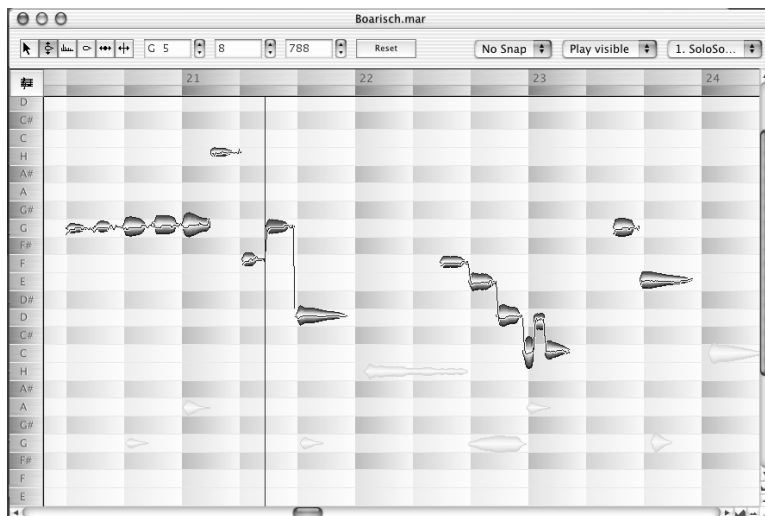 Boarisch.mar
G 5 8 788 Reset No Snap Play visible 1. SoloSo...
21 22 23 24
D
C#
C
H
A#
A
G#
G
F#
F
E
D#
D
C#
C
H
A#
A
G#
G
F#
F
E